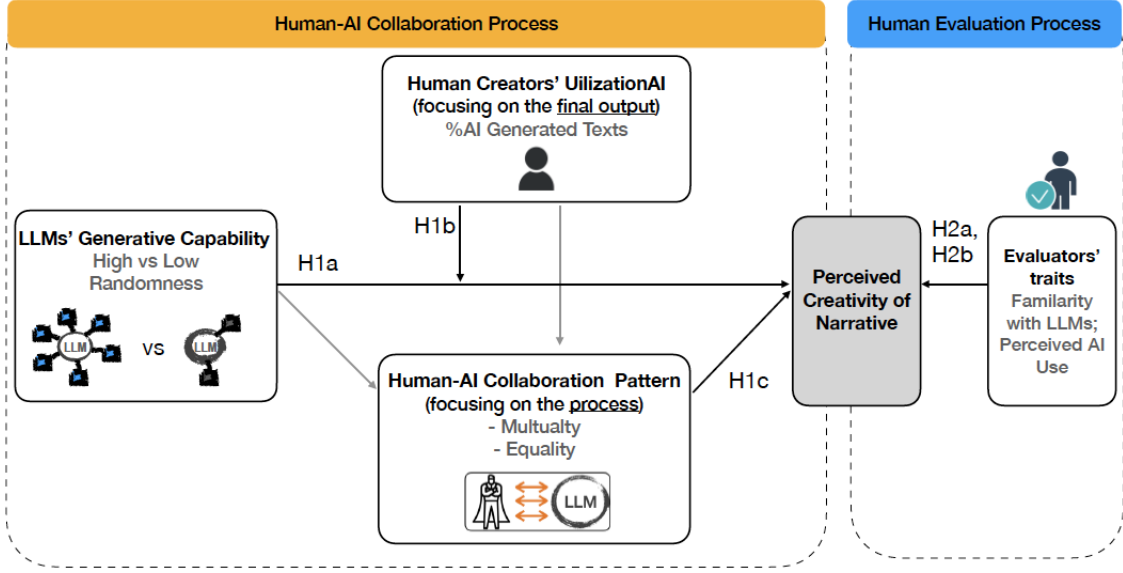 Human-AI Collaboration Process
Human Evaluation Process
Human Creators' UilizationAI
(focusing on the final output)
%AI Generated Texts
H1b
LLMs' Generative Capability
High vs Low
Randomness
LLM
vs
LLM
H1a
Human-AI Collaboration Pattern
(focusing on the process)
- Multualty
- Equality
LLM
H1c
Perceived
Creativity of
Narrative
H2a,
H2b
Evaluators'
traits
Familarity
with LLMs;
Perceived AI
Use